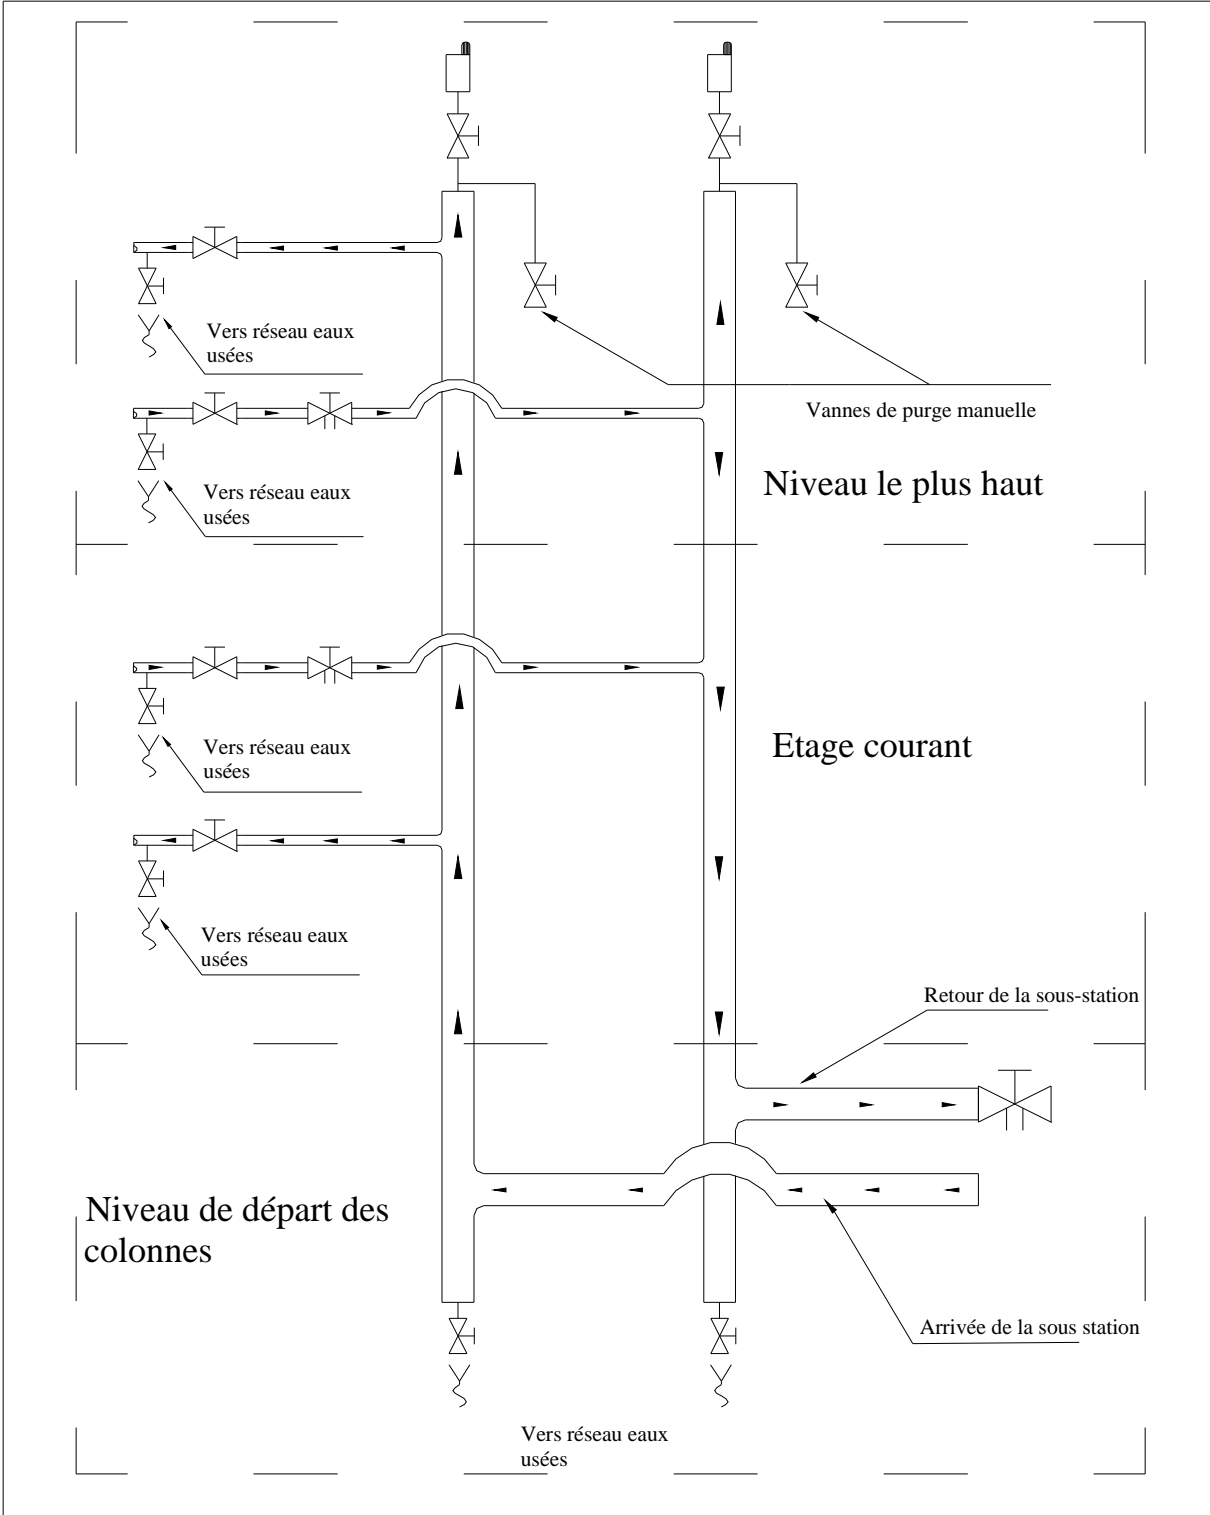 Vers réseau eaux
usées
Vannes de purge manuelle
Vers réseau eaux
usées
Niveau le plus haut
Vers réseau eaux
usées
Etage courant
Vers réseau eaux
usées
Retour de la sous-station
Niveau de départ des
colonnes
Arrivée de la sous station
Vers réseau eaux
usées